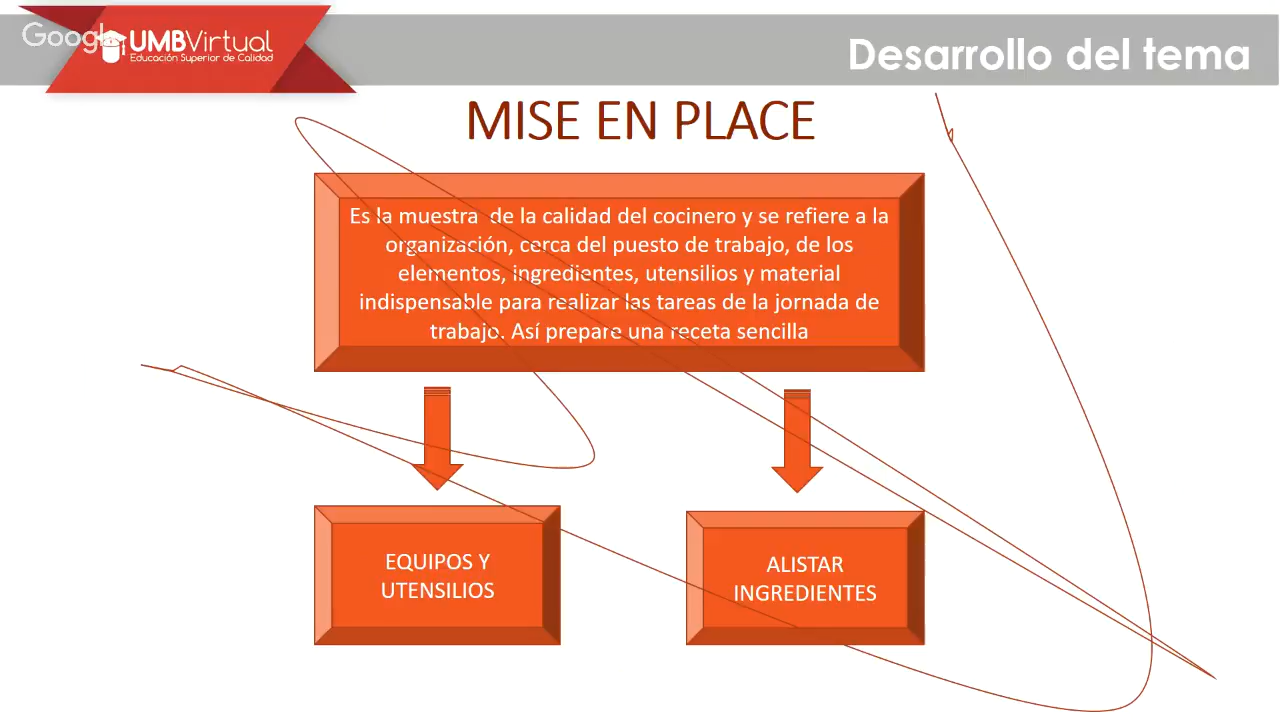 Google
UMBVirtual
Educación Superior de Calidad
Desarrollo del tema
MISE EN PLACE
Es la muestra de la calidad del cocinero y se refiere a la
organización, cerca del puesto de trabajo, de los
elementos, ingredientes, utensilios y material
indispensable para realizar las tareas de la jornada de
trabajo. Así prepare una receta sencilla
EQUIPOS Y
UTENSILIOS
ALISTAR
INGREDIENTES